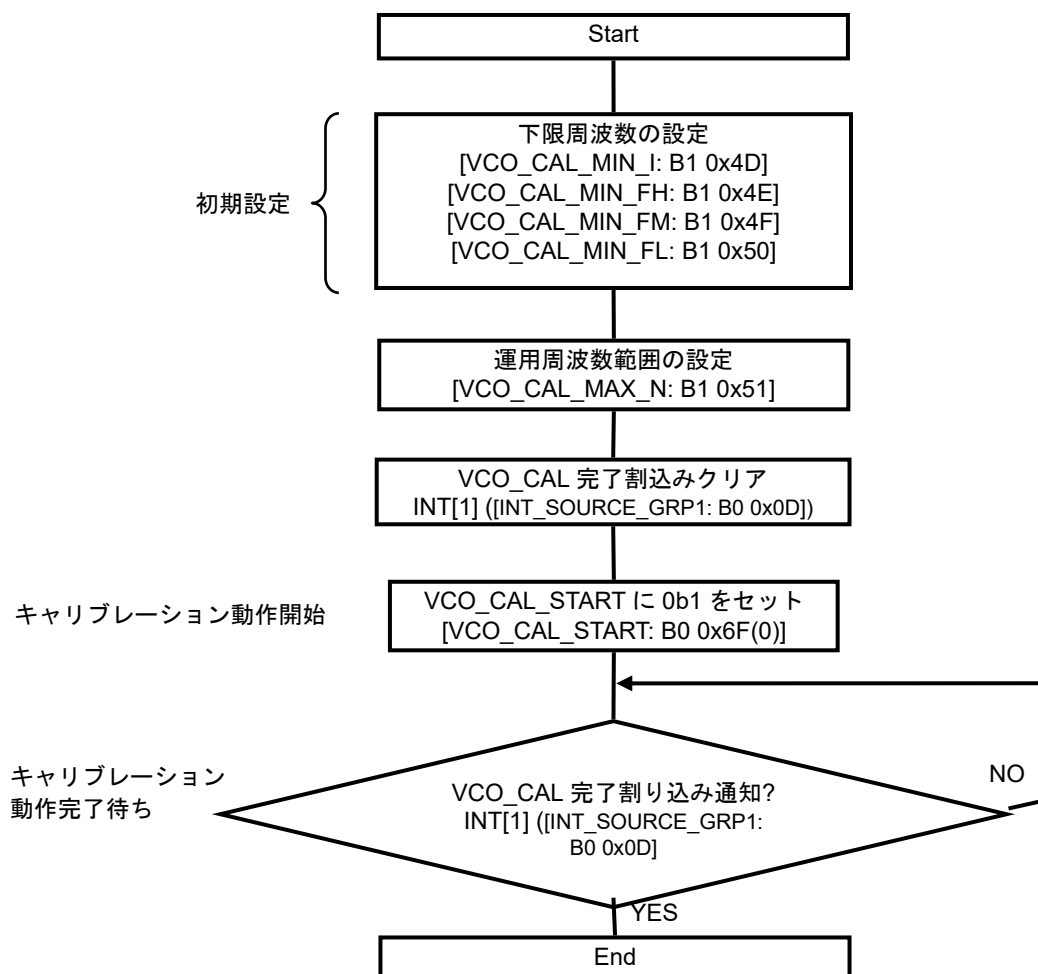 Start
下限周波数の設定
[VCO_CAL_MIN_I: B1 0x4D]
[VCO_CAL_MIN_FH: B1 0x4E]
[VCO_CAL_MIN_FM: B1 0x4F]
[VCO_CAL_MIN_FL: B1 0x50]
初期設定
運用周波数範囲の設定
[VCO_CAL_MAX_N: B1 0x51]
VCO_CAL 完了割込みクリア
INT[1] ([INT_SOURCE_GRP1: B0 0x0D])
キャリブレーション動作開始
VCO_CAL_START に 0b1 をセット
[VCO_CAL_START: B0 0x6F(0)]
キャリブレーション
動作完了待ち
VCO_CAL 完了割り込み通知?
INT[1] ([INT_SOURCE_GRP1:
B0 0x0D]
NO
YES
End